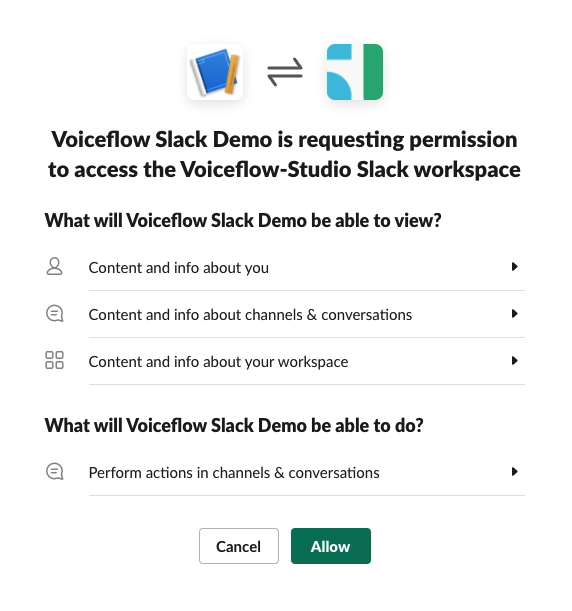 Voiceflow Slack Demo is requesting permission
to access the Voiceflow-Studio Slack workspace
What will Voiceflow Slack Demo be able to view?
Content and info about you
Content and info about channels & conversations
Content and info about your workspace
What will Voiceflow Slack Demo be able to do?
Perform actions in channels & conversations
Cancel
Allow